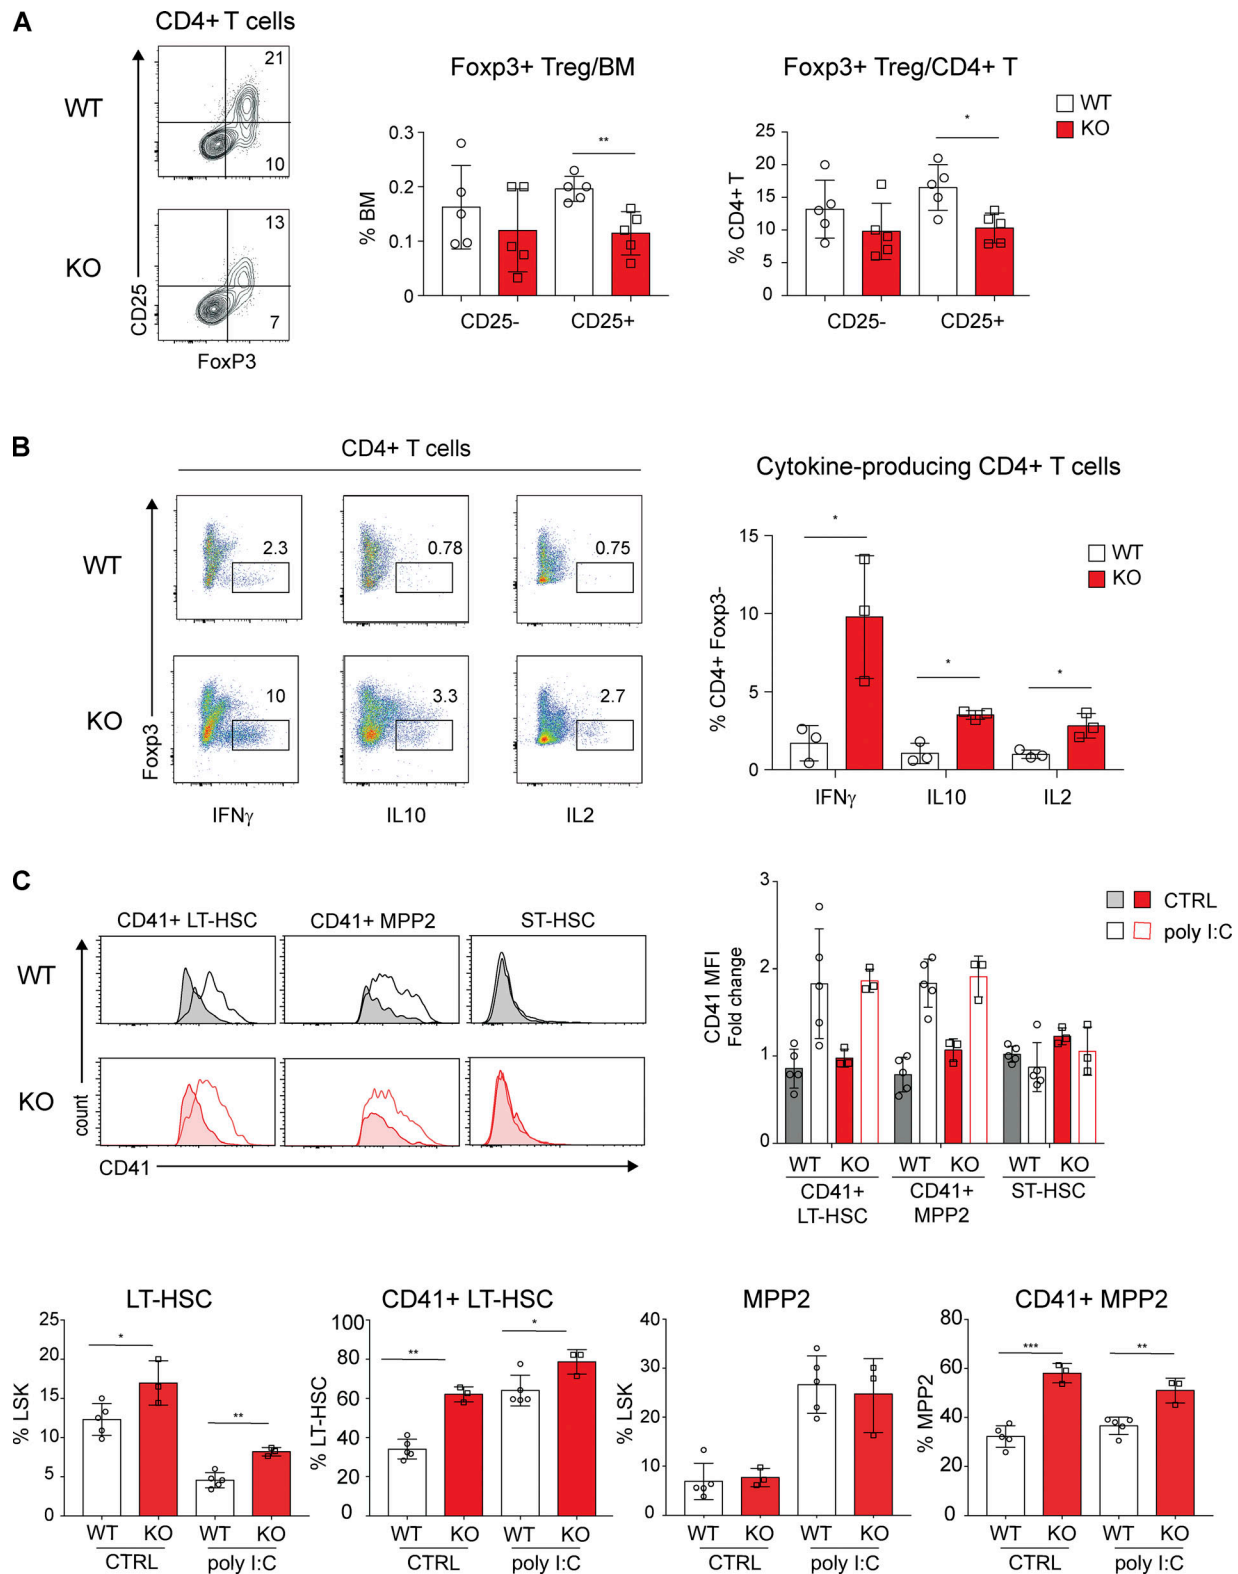 A
CD4+ T cells
WT
21
10
KO
13
7
CD25
FoxP3
Foxp3+ Treg/BM
% BM
0.3
0.2
0.1
0
**
CD25-
CD25+
Foxp3+ Treg/CD4+ T
% CD4+ T
25
20
15
10
5
0
*
CD25-
CD25+
WT
KO
B
CD4+ T cells
WT
2.3
0.78
0.75
KO
10
3.3
2.7
Foxp3
IFNγ
IL10
IL2
Cytokine-producing CD4+ T cells
% CD4+ Foxp3-
15
10
5
0
*
*
*
IFNγ
IL10
IL2
WT
KO
C
CD41+ LT-HSC
CD41+ MPP2
ST-HSC
WT
KO
count
CD41
CD41 MFI
Fold change
3
2
1
0
WT KO WT KO WT KO
CD41+
LT-HSC
CD41+
MPP2
ST-HSC
CTRL
poly I:C
LT-HSC
% LSK
25
20
15
10
5
0
*
**
WT KO WT KO
CTRL poly I:C
CD41+ LT-HSC
% LT-HSC
100
80
60
40
20
0
**
*
WT KO WT KO
CTRL poly I:C
MPP2
% LSK
40
30
20
10
0
WT KO WT KO
CTRL poly I:C
CD41+ MPP2
% MPP2
80
60
40
20
0
***
**
WT KO WT KO
CTRL poly I:C